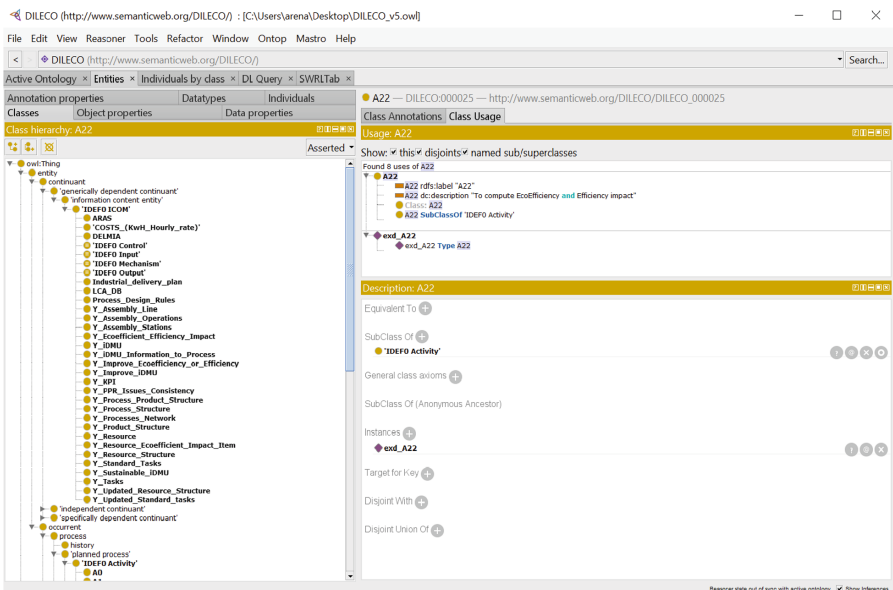 DILECO (http://www.semanticweb.org/DILECO/) : [C:\Users\arena\Desktop\DILECO_v5.owl]
File Edit View Reasoner Tools Refactor Window Ontop Mastro Help
< > DILECO (http://www.semanticweb.org/DILECO/) Search...
Active Ontology × Entities × Individuals by class × DL Query × SWRLTab ×
Annotation properties Datatypes Individuals
Classes Object properties Data properties
Class hierarchy: A22
Asserted
owl:Thing
entity
continuant
'generically dependent continuant'
'information content entity'
'IDEF0 ICOM'
ARAS
'COSTS_(KwH_Hourly_rate)'
DELMIA
'IDEF0 Control'
'IDEF0 Input'
'IDEF0 Mechanism'
'IDEF0 Output'
Industrial_delivery_plan
LCA_DB
Process_Design_Rules
Y_Assembly_Line
Y_Assembly_Operations
Y_Assembly_Stations
Y_Ecoefficient_Efficiency_Impact
Y_iDMU
Y_iDMU_Information_to_Process
Y_Improve_Ecoefficiency_or_Efficiency
Y_Improve_iDMU
Y_KPI
Y_PPR_Issues_Consistency
Y_Process_Product_Structure
Y_Process_Structure
Y_Processes_Network
Y_Product_Structure
Y_Resource
Y_Resource_Ecoefficient_Impact_Item
Y_Resource_Structure
Y_Standard_Tasks
Y_Sustainable_iDMU
Y_Tasks
Y_Updated_Resource_Structure
Y_Updated_Standard_tasks
'independent continuant'
'specifically dependent continuant'
occurrent
process
history
'planned process'
'IDEF0 Activity'
A0
A22 — DILECO:000025 — http://www.semanticweb.org/DILECO/DILECO_000025
Class Annotations Class Usage
Usage: A22
Show: this disjoints named sub/superclasses
Found 8 uses of A22
A22
A22 rdfs:label "A22"
A22 dc:description "To compute EcoEfficiency and Efficiency impact"
Class: A22
A22 SubClassOf 'IDEF0 Activity'
exd_A22
exd_A22 Type A22
Description: A22
Equivalent To
SubClass Of
'IDEF0 Activity'
General class axioms
SubClass Of (Anonymous Ancestor)
Instances
exd_A22
Target for Key
Disjoint With
Disjoint Union Of
Reasoner state out of sync with active ontology Show Inferences